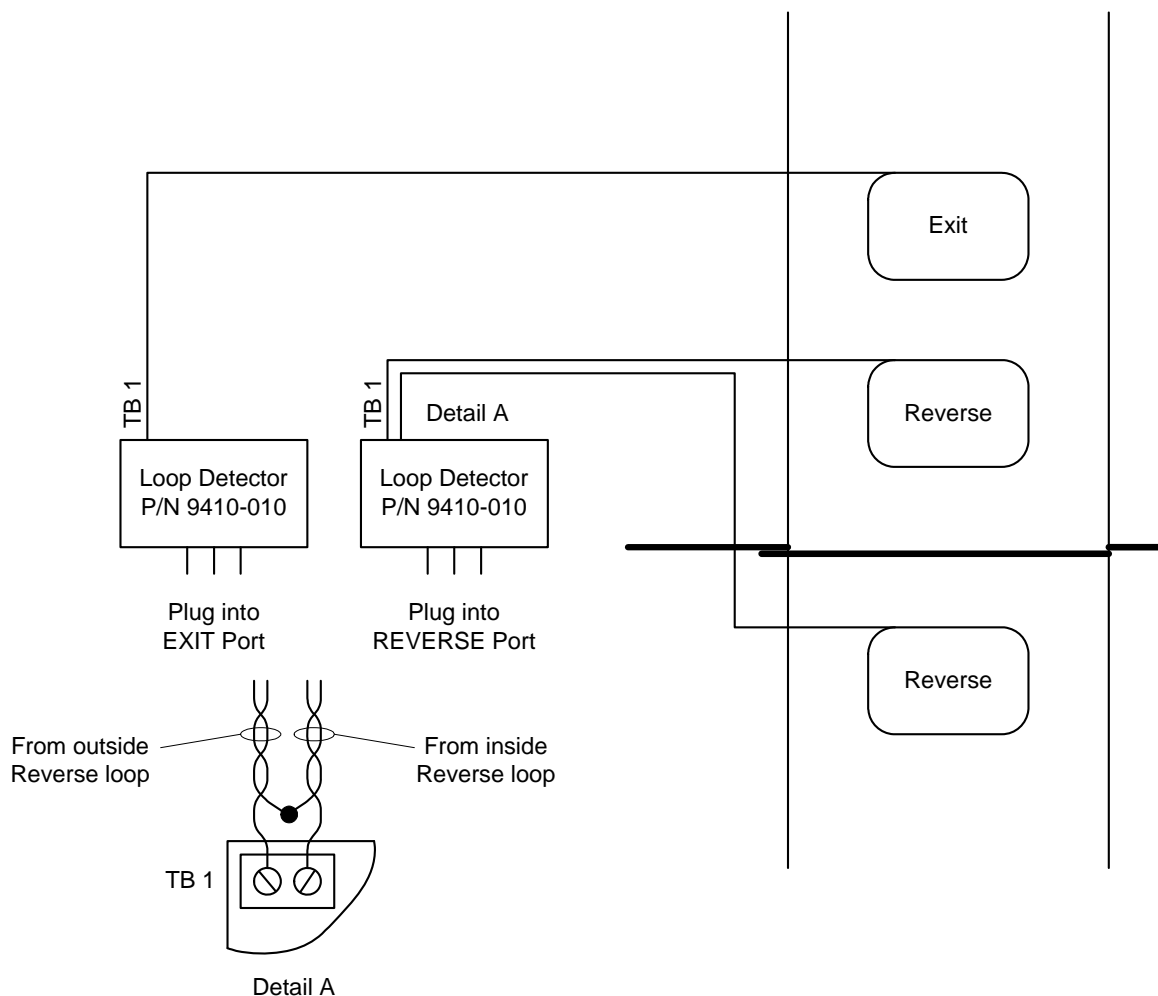 Exit
TB 1
TB 1
Detail A
Reverse
Loop Detector
P/N 9410-010
Loop Detector
P/N 9410-010
Plug into
EXIT Port
Plug into
REVERSE Port
Reverse
From outside
Reverse loop
From inside
Reverse loop
TB 1
Detail A